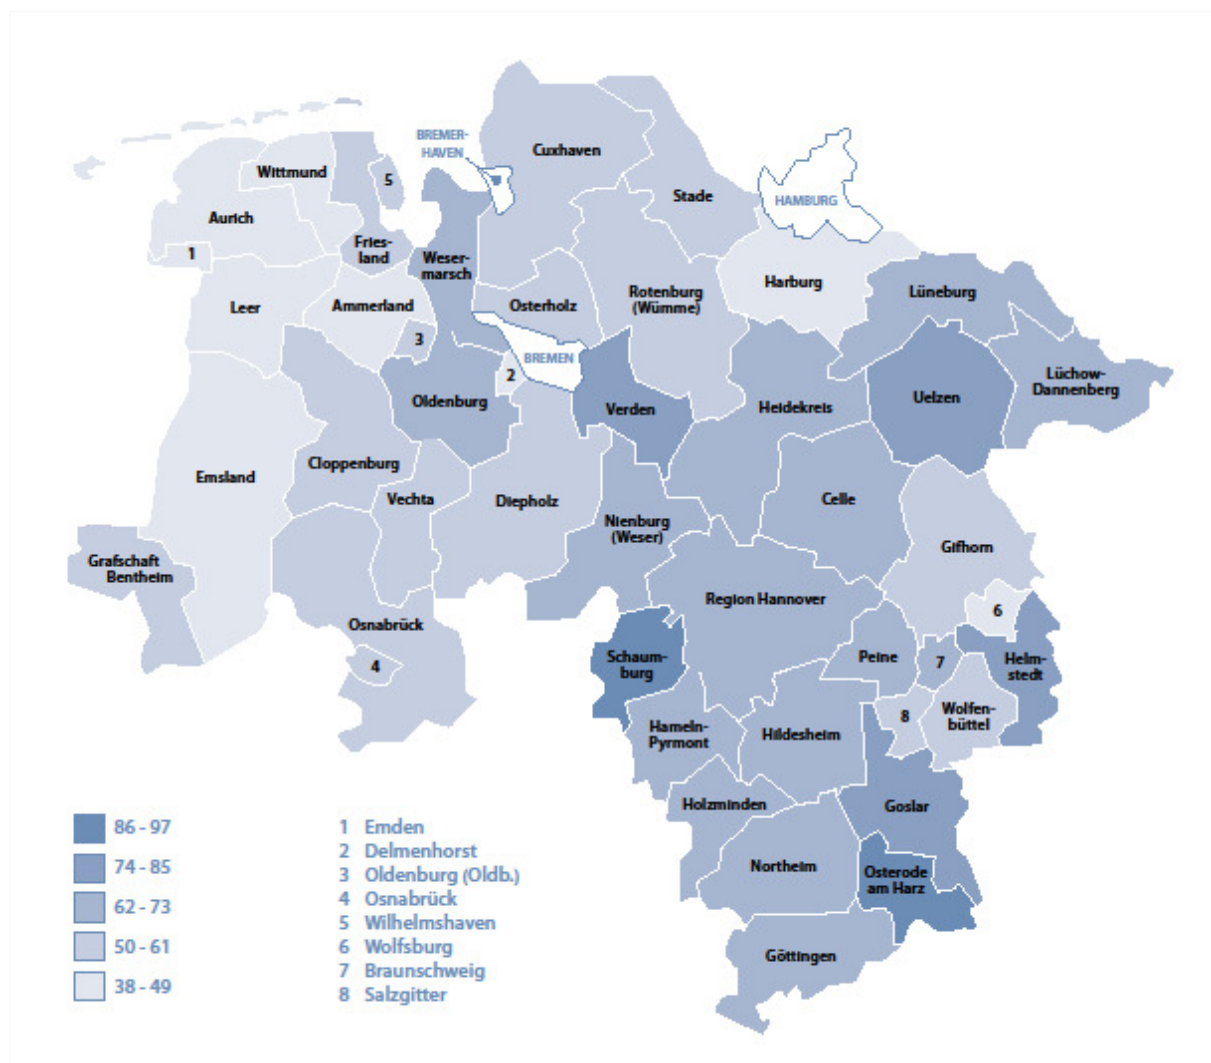 BREMER-
HAVEN
Cuxhaven
Wittmund
5
Stade
HAMBURG
Aurich
1
Fries-
land
Weser-
marsch
Harburg
Lüneburg
Leer
Ammerland
Osterholz
Rotenburg
(Wümme)
3
BREMEN
2
Lüchow-
Dannenberg
Oldenburg
Verden
Heidekreis
Uelzen
Emsland
Cloppenburg
Vechta
Diepholz
Celle
Nienburg
(Weser)
Gifhorn
Grafschaft
Bentheim
Region Hannover
6
Osnabrück
4
Schaum-
burg
Peine
7
Helm-
stedt
Hameln-
Pyrmont
Hildesheim
8
Wolfen-
büttel
Holzminden
Goslar
Northeim
Osterode
am Harz
Göttingen
86 - 97
74 - 85
62 - 73
50 - 61
38 - 49
1 Emden
2 Delmenhorst
3 Oldenburg (Oldb.)
4 Osnabrück
5 Wilhelmshaven
6 Wolfsburg
7 Braunschweig
8 Salzgitter